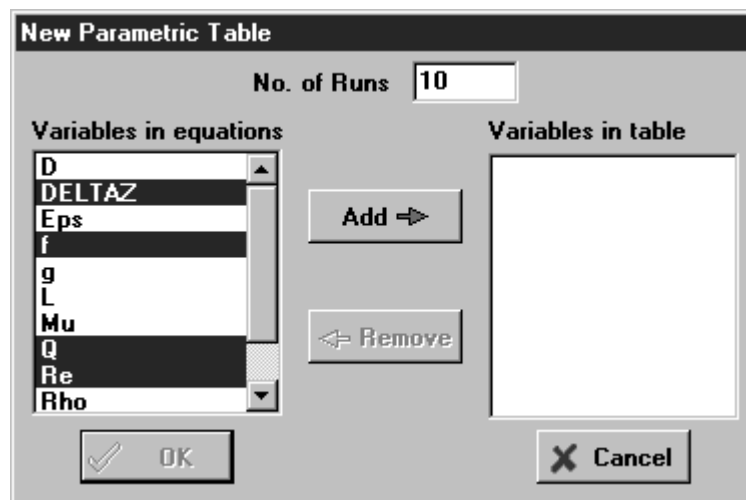 New Parametric Table
No. of Runs 10
Variables in equations
Variables in table
D
DELTAZ
Eps
f
g
L
Mu
Q
Re
Rho
Add
Remove
OK
Cancel